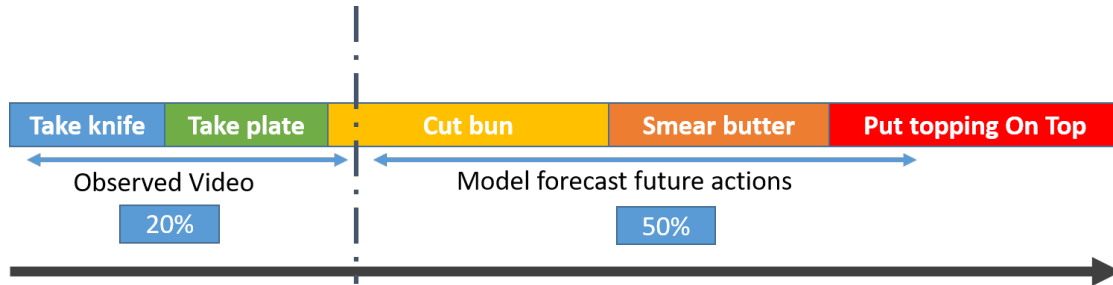 Take knife Take plate Cut bun Smear butter Put topping On Top
Observed Video Model forecast future actions
20% 50%